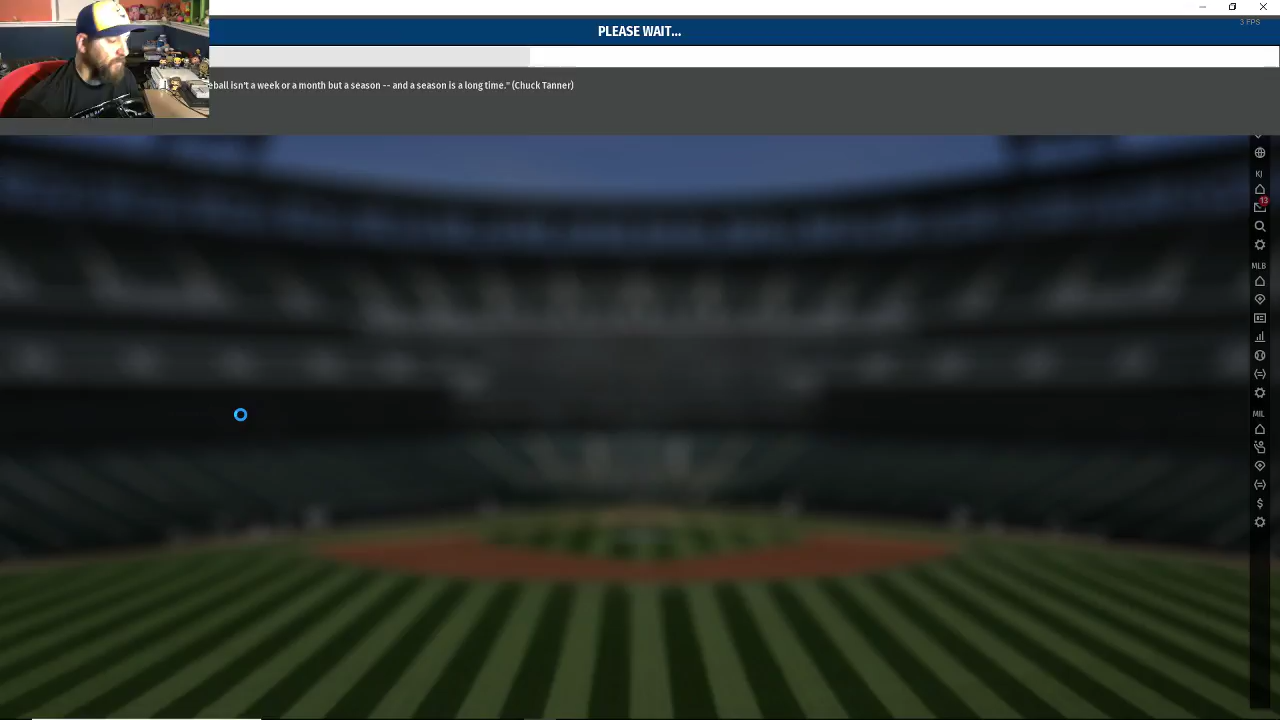 PLEASE WAIT...
3 FPS
eball isn't a week or a month but a season -- and a season is a long time." (Chuck Tanner)
KJ
13
MLB
MIL
$